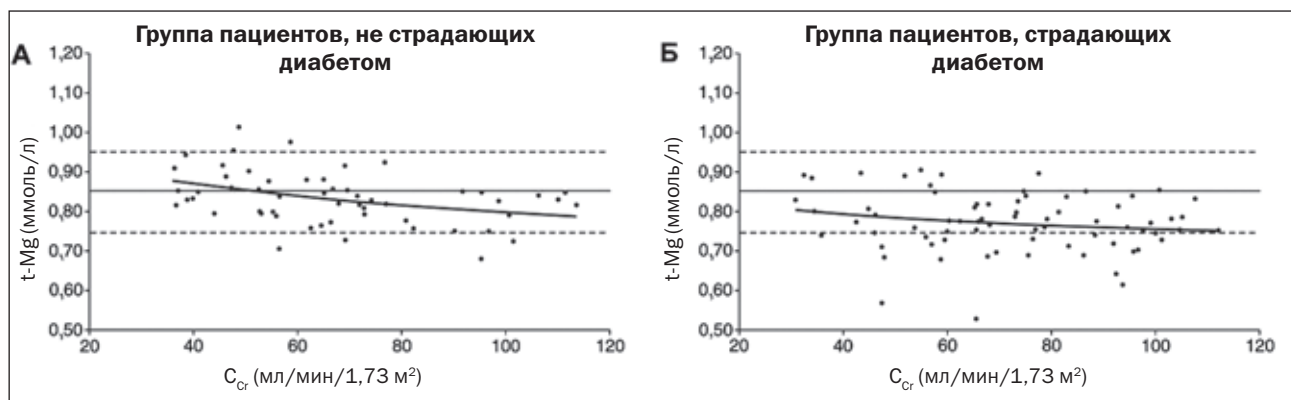 А
Группа пациентов, не страдающих
диабетом
t-Mg (ммоль/л)
1,20
1,10
1,00
0,90
0,80
0,70
0,60
0,50
20
40
60
80
100
120
C_Cr (мл/мин/1,73 м²)
Б
Группа пациентов, страдающих
диабетом
t-Mg (ммоль/л)
1,20
1,10
1,00
0,90
0,80
0,70
0,60
0,50
20
40
60
80
100
120
C_Cr (мл/мин/1,73 м²)